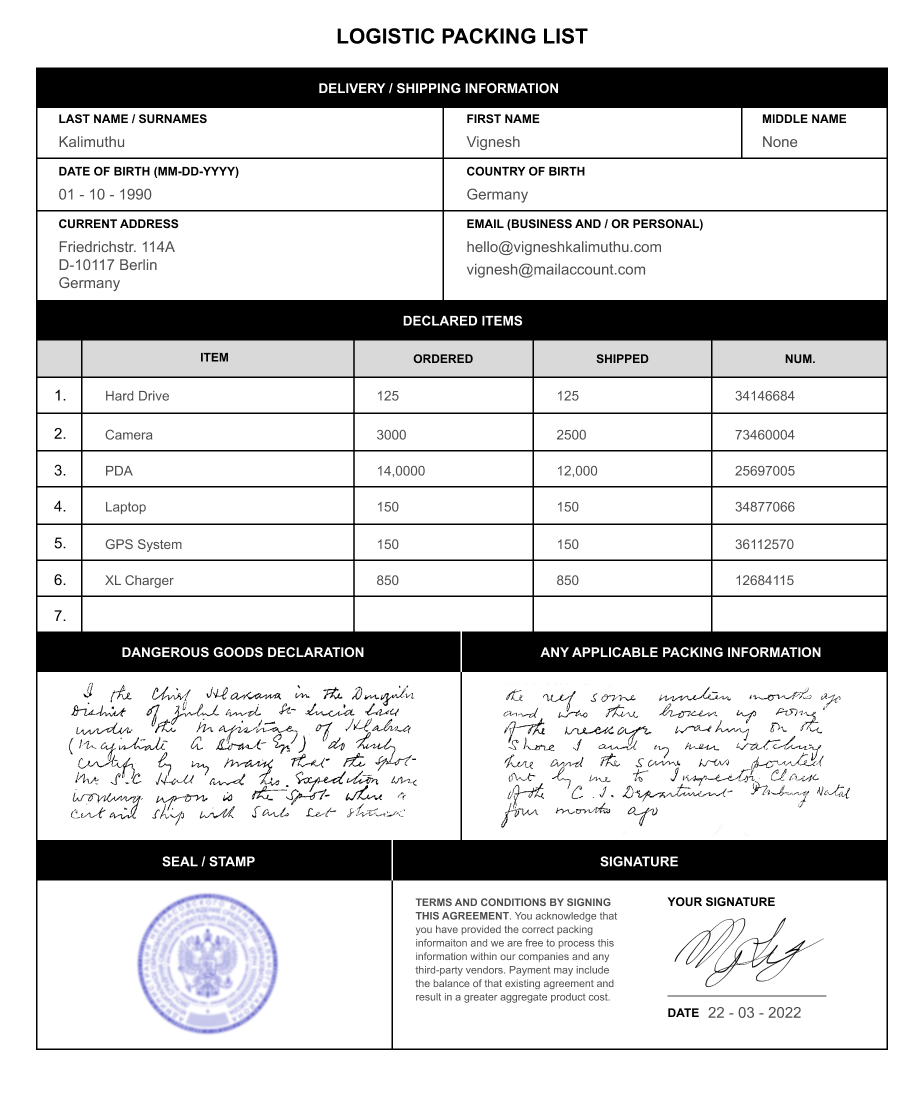 LOGISTIC PACKING LIST
DELIVERY / SHIPPING INFORMATION
LAST NAME / SURNAMES
Kalimuthu
FIRST NAME
Vignesh
MIDDLE NAME
None
DATE OF BIRTH (MM-DD-YYYY)
01 - 10 - 1990
COUNTRY OF BIRTH
Germany
CURRENT ADDRESS
Friedrichstr. 114A
D-10117 Berlin
Germany
EMAIL (BUSINESS AND / OR PERSONAL)
hello@vigneshkalimuthu.com
vignesh@mailaccount.com
DECLARED ITEMS
ITEM ORDERED SHIPPED NUM.
1. Hard Drive 125 125 34146684
2. Camera 3000 2500 73460004
3. PDA 14,0000 12,000 25697005
4. Laptop 150 150 34877066
5. GPS System 150 150 36112570
6. XL Charger 850 850 12684115
7.
DANGEROUS GOODS DECLARATION
I the Chief Hlakana in the
District of Zululand and St Lucia
under the Majistracy of Hlabisa
(Majistrate A Boast Esq) do hereby
certify by my mark that the spot
Mr S.C Hall and his Expedition are
working upon is the spot where a
certain ship with Sails set
ANY APPLICABLE PACKING INFORMATION
the reef some nineteen months ago
and was there broken up some
of the wreckage washing on the
shore I and my men watching
here and the same was pointed
out by me to Inspector Clark
of the C.I. Department Natal
four months ago
SEAL / STAMP
SIGNATURE
TERMS AND CONDITIONS BY SIGNING
THIS AGREEMENT. You acknowledge that
you have provided the correct packing
informaiton and we are free to process this
information within our companies and any
third-party vendors. Payment may include
the balance of that existing agreement and
result in a greater aggregate product cost.
YOUR SIGNATURE
DATE 22 - 03 - 2022